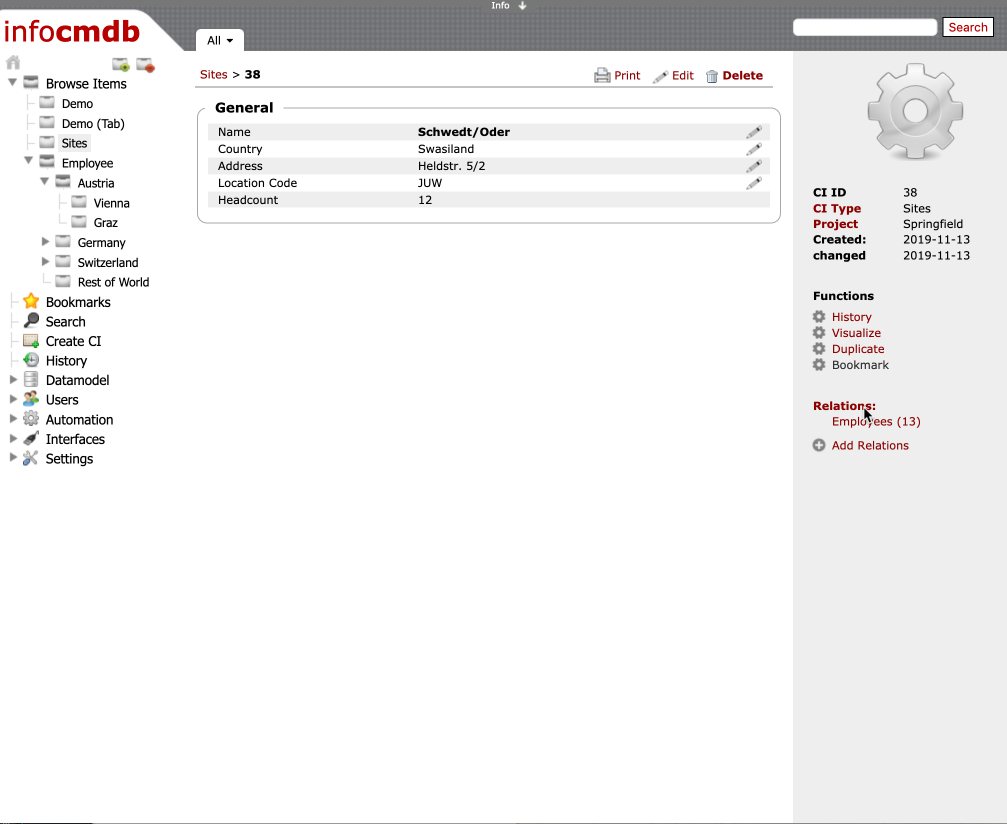 Info
infocmdb
All
Search
Sites > 38
Print
Edit
Delete
Browse Items
Demo
Demo (Tab)
Sites
Employee
Austria
Vienna
Graz
Germany
Switzerland
Rest of World
Bookmarks
Search
Create CI
History
Datamodel
Users
Automation
Interfaces
Settings
General
Name Schwedt/Oder
Country Swasiland
Address Heldstr. 5/2
Location Code JUW
Headcount 12
CI ID 38
CI Type Sites
Project Springfield
Created: 2019-11-13
changed 2019-11-13
Functions
History
Visualize
Duplicate
Bookmark
Relations:
Employees (13)
Add Relations